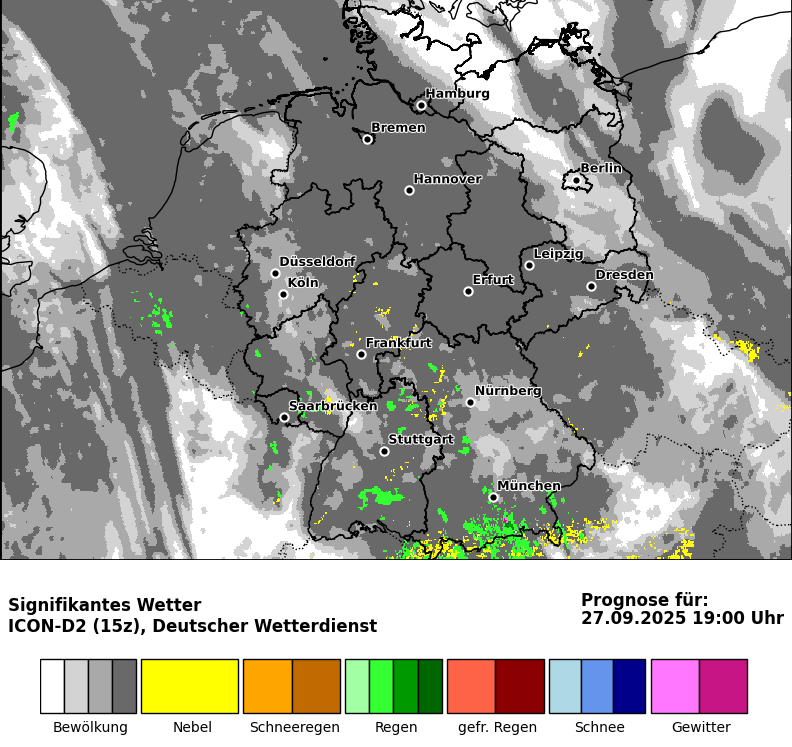 Hamburg
Bremen
Berlin
Hannover
Leipzig
Düsseldorf
Dresden
Erfurt
Köln
Frankfurt
Nürnberg
Saarbrücken
Stuttgart
München
Signifikantes Wetter
ICON-D2 (15z), Deutscher Wetterdienst
Prognose für:
27.09.2025 19:00 Uhr
Bewölkung
Nebel
Schneeregen
Regen
gefr. Regen
Schnee
Gewitter